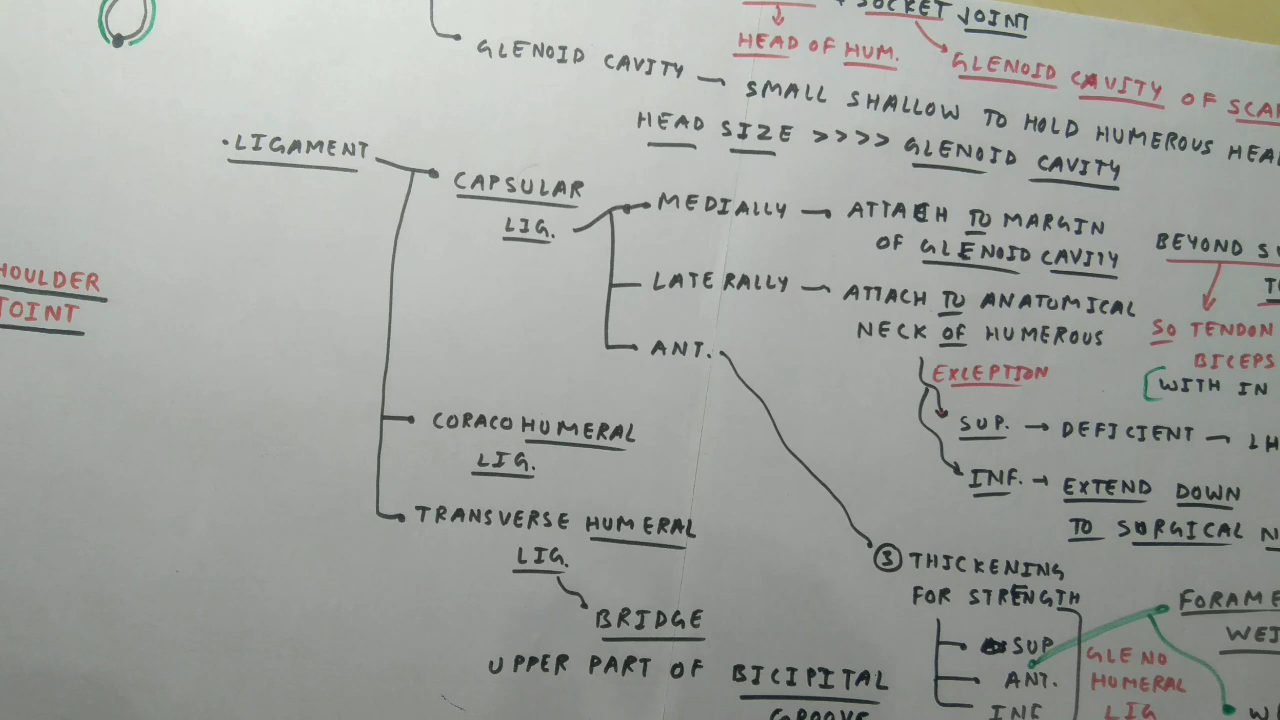 SOCKET JOINT
HEAD OF HUM.
GLENOID CAVITY OF
GLENOID CAVITY
SMALL SHALLOW TO HOLD HUMEROUS
HEAD SIZE >>>> GLENOID CAVITY
.LIGAMENT
CAPSULAR
LIG.
MEDIALLY
ATTACH TO MARGIN
OF GLENOID CAVITY
LATERALLY
ATTACH TO ANATOMICAL
NECK OF HUMEROUS
ANT.
EXCEPTION
SUP. → DEFICIENT
INF. → EXTEND DOWN
TO SURGICAL
BEYOND
SO TENDON
BICEPS
WITH IN
HOULDER
JOINT
CORACO HUMERAL
LIG.
TRANSVERSE HUMERAL
LIG.
BRIDGE
UPPER PART OF BICIPITAL
GROOVE
③ THICKENING
FOR STRENGTH
SUP
ANT.
INF
GLENO
HUMERAL
LIG